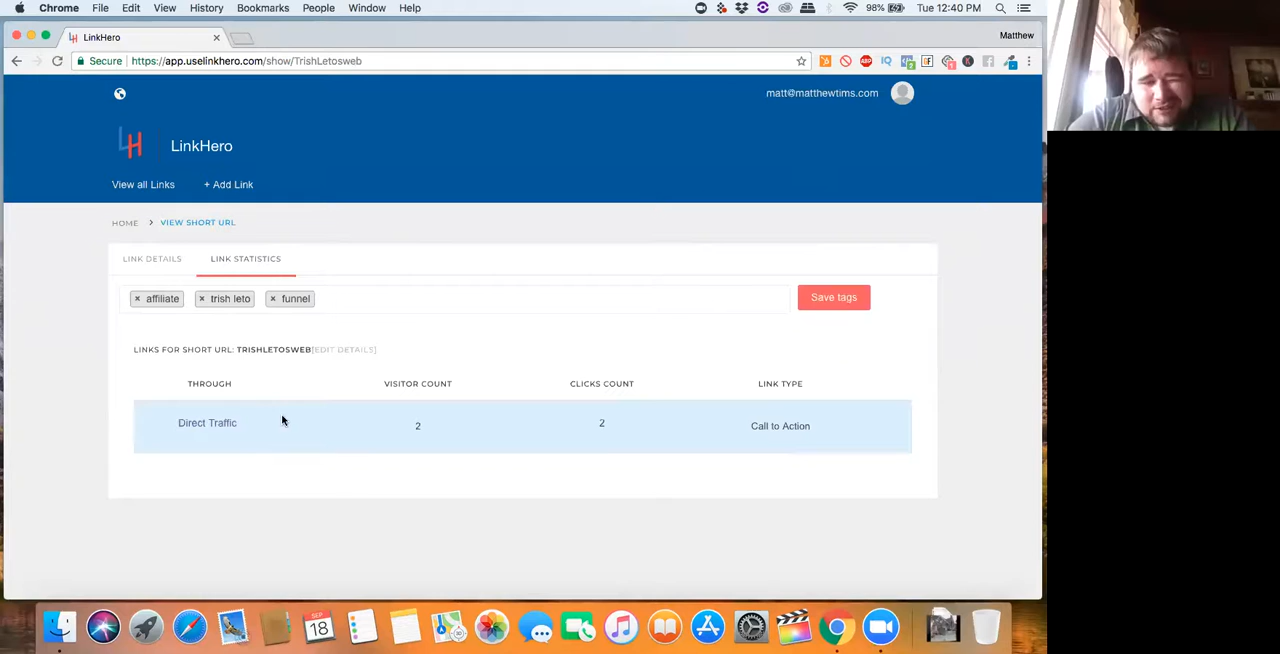 Chrome File Edit View History Bookmarks People Window Help 98% Tue 12:40 PM
LinkHero Matthew
Secure https://app.uselinkhero.com/show/TrishLetosweb
matt@matthewtims.com
LH LinkHero
View all Links + Add Link
HOME > VIEW SHORT URL
LINK DETAILS LINK STATISTICS
× affiliate × trish leto × funnel Save tags
LINKS FOR SHORT URL: TRISHLETOSWEB[EDIT DETAILS]
THROUGH VISITOR COUNT CLICKS COUNT LINK TYPE
Direct Traffic 2 2 Call to Action
SEP
18